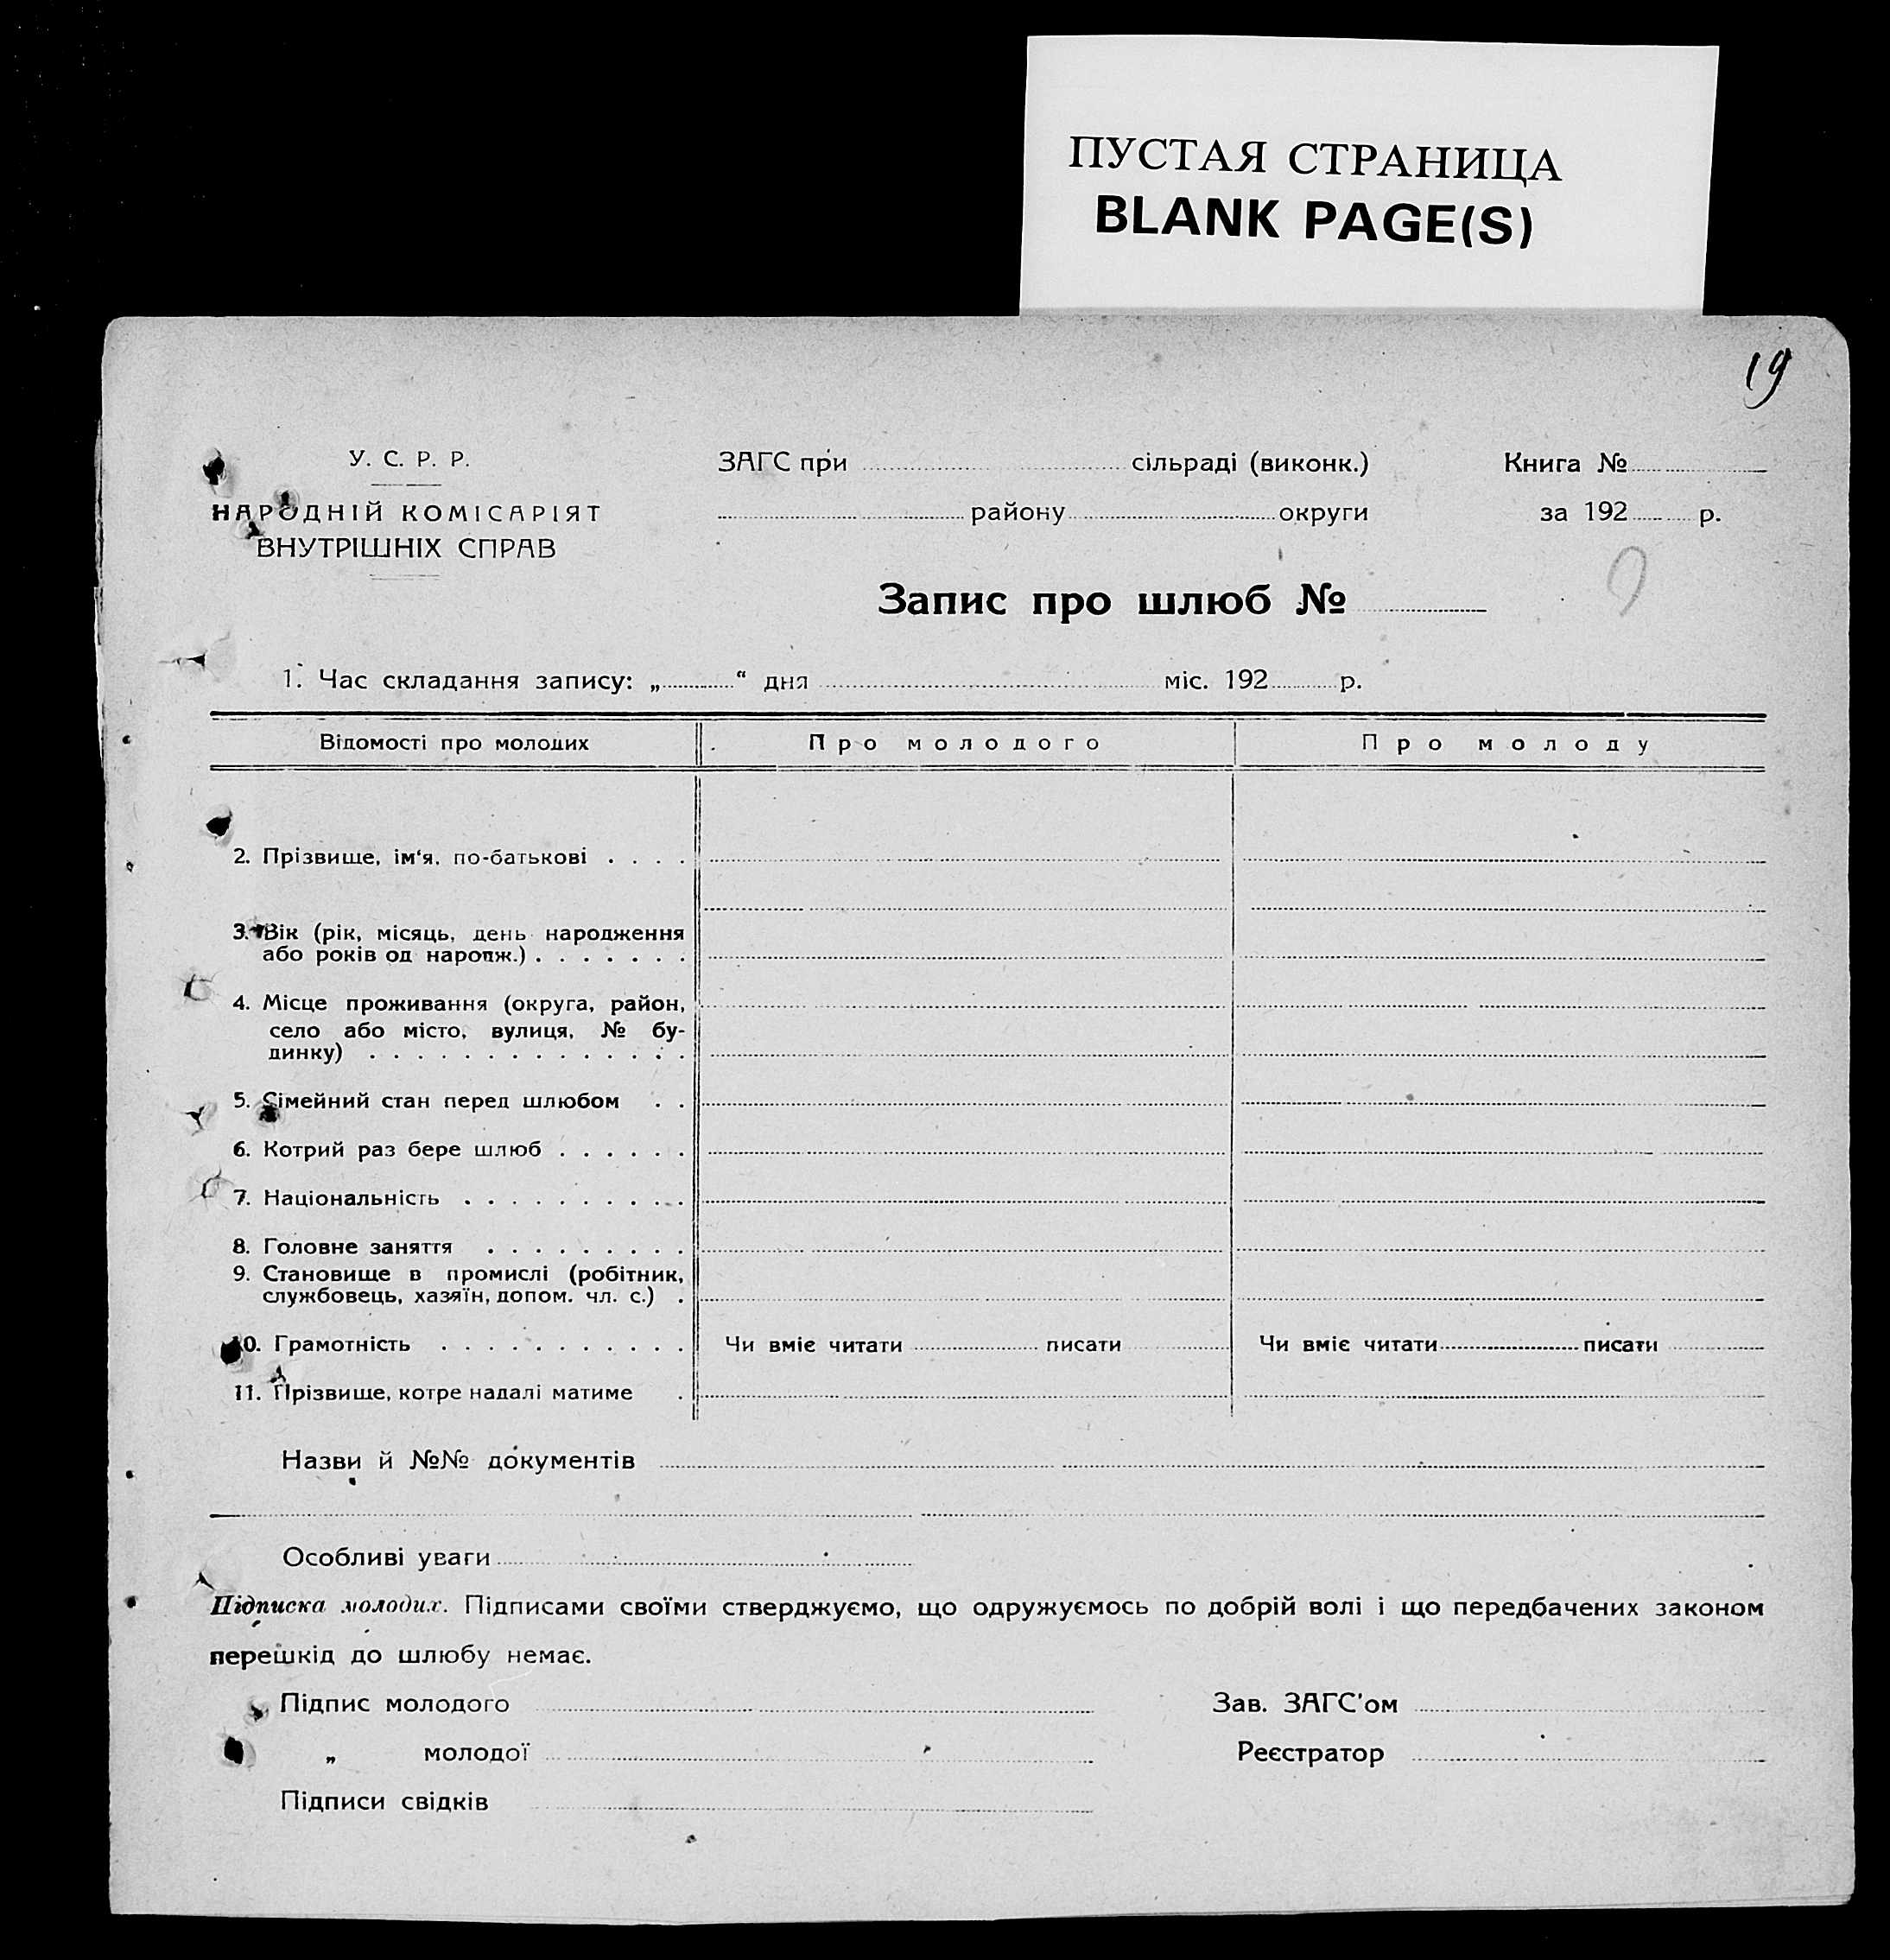 ПУСТАЯ СТРАНИЦА
BLANK PAGE(S)
19
У. С. Р. Р.
НАРОДНІЙ КОМІСАРІЯТ
ВНУТРІШНІХ СПРАВ
ЗАГС при сільраді (виконк.)
району округи
Книга №
за 192 р.
Запис про шлюб №
1. Час складання запису: „ “ дня міс. 192 р.
Відомості про молодих Про молодого Про молоду
2. Прізвище, ім‘я, по-батькові . . . .
3. Вік (рік, місяць, день народження
або років од народж.) . . . . . . .
4. Місце проживання (округа, район,
село або місто, вулиця, № бу-
динку) . . . . . . . . . . . . . .
5. Сімейний стан перед шлюбом . .
6. Котрий раз бере шлюб . . . . . .
7. Національність . . . . . . . . . .
8. Головне заняття . . . . . . . . .
9. Становище в промислі (робітник,
службовець, хазяїн, допом. чл. с.) .
10. Грамотність . . . . . . . . . . . Чи вміє читати писати Чи вміє читати писати
11. Прізвище, котре надалі матиме .
Назви й №№ документів
Особливі уваги
Підписка молодих. Підписами своїми стверджуємо, що одружуємось по добрій волі і що передбачених законом
перешкід до шлюбу немає.
Підпис молодого Зав. ЗАГС'ом
„ молодої Реєстратор
Підписи свідків